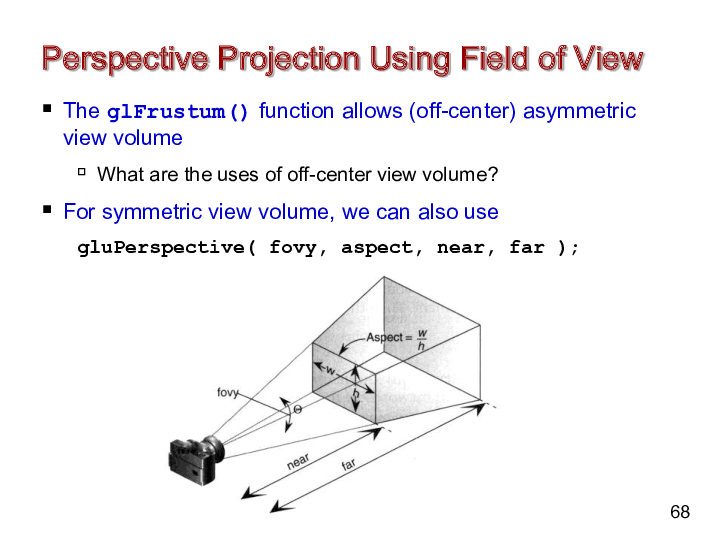 Perspective Projection Using Field of View
▪ The glFrustum() function allows (off-center) asymmetric
view volume
▫ What are the uses of off-center view volume?
▪ For symmetric view volume, we can also use
gluPerspective( fovy, aspect, near, far );
Aspect = w/h
w
h
fovy
Θ
near
far
68